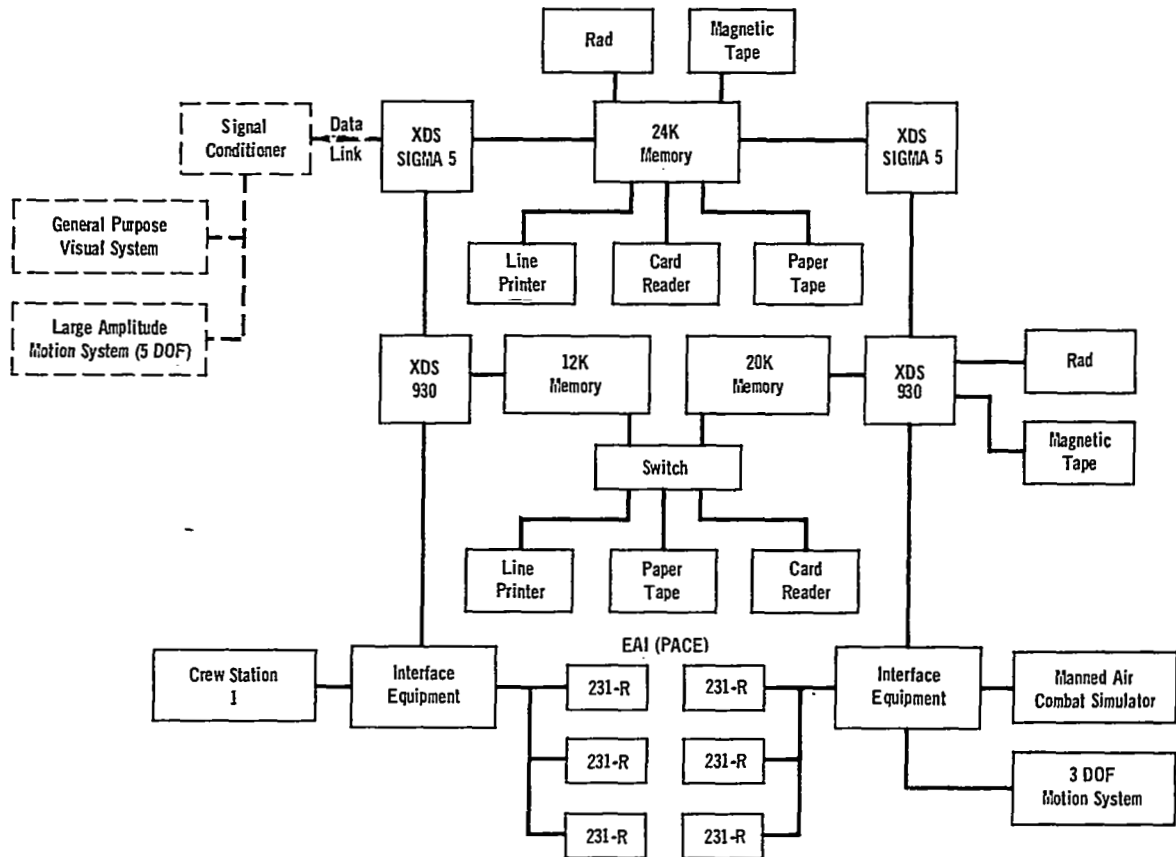 Rad
Magnetic
Tape
Signal
Conditioner
Data
Link
XDS
SIGMA 5
24K
Memory
XDS
SIGMA 5
General Purpose
Visual System
Line
Printer
Card
Reader
Paper
Tape
Large Amplitude
Motion System (5 DOF)
XDS
930
12K
Memory
20K
Memory
XDS
930
Rad
Magnetic
Tape
Switch
Line
Printer
Paper
Tape
Card
Reader
EAI (PACE)
Crew Station
1
Interface
Equipment
231-R
231-R
Interface
Equipment
Manned Air
Combat Simulator
231-R
231-R
3 DOF
Motion System
231-R
231-R